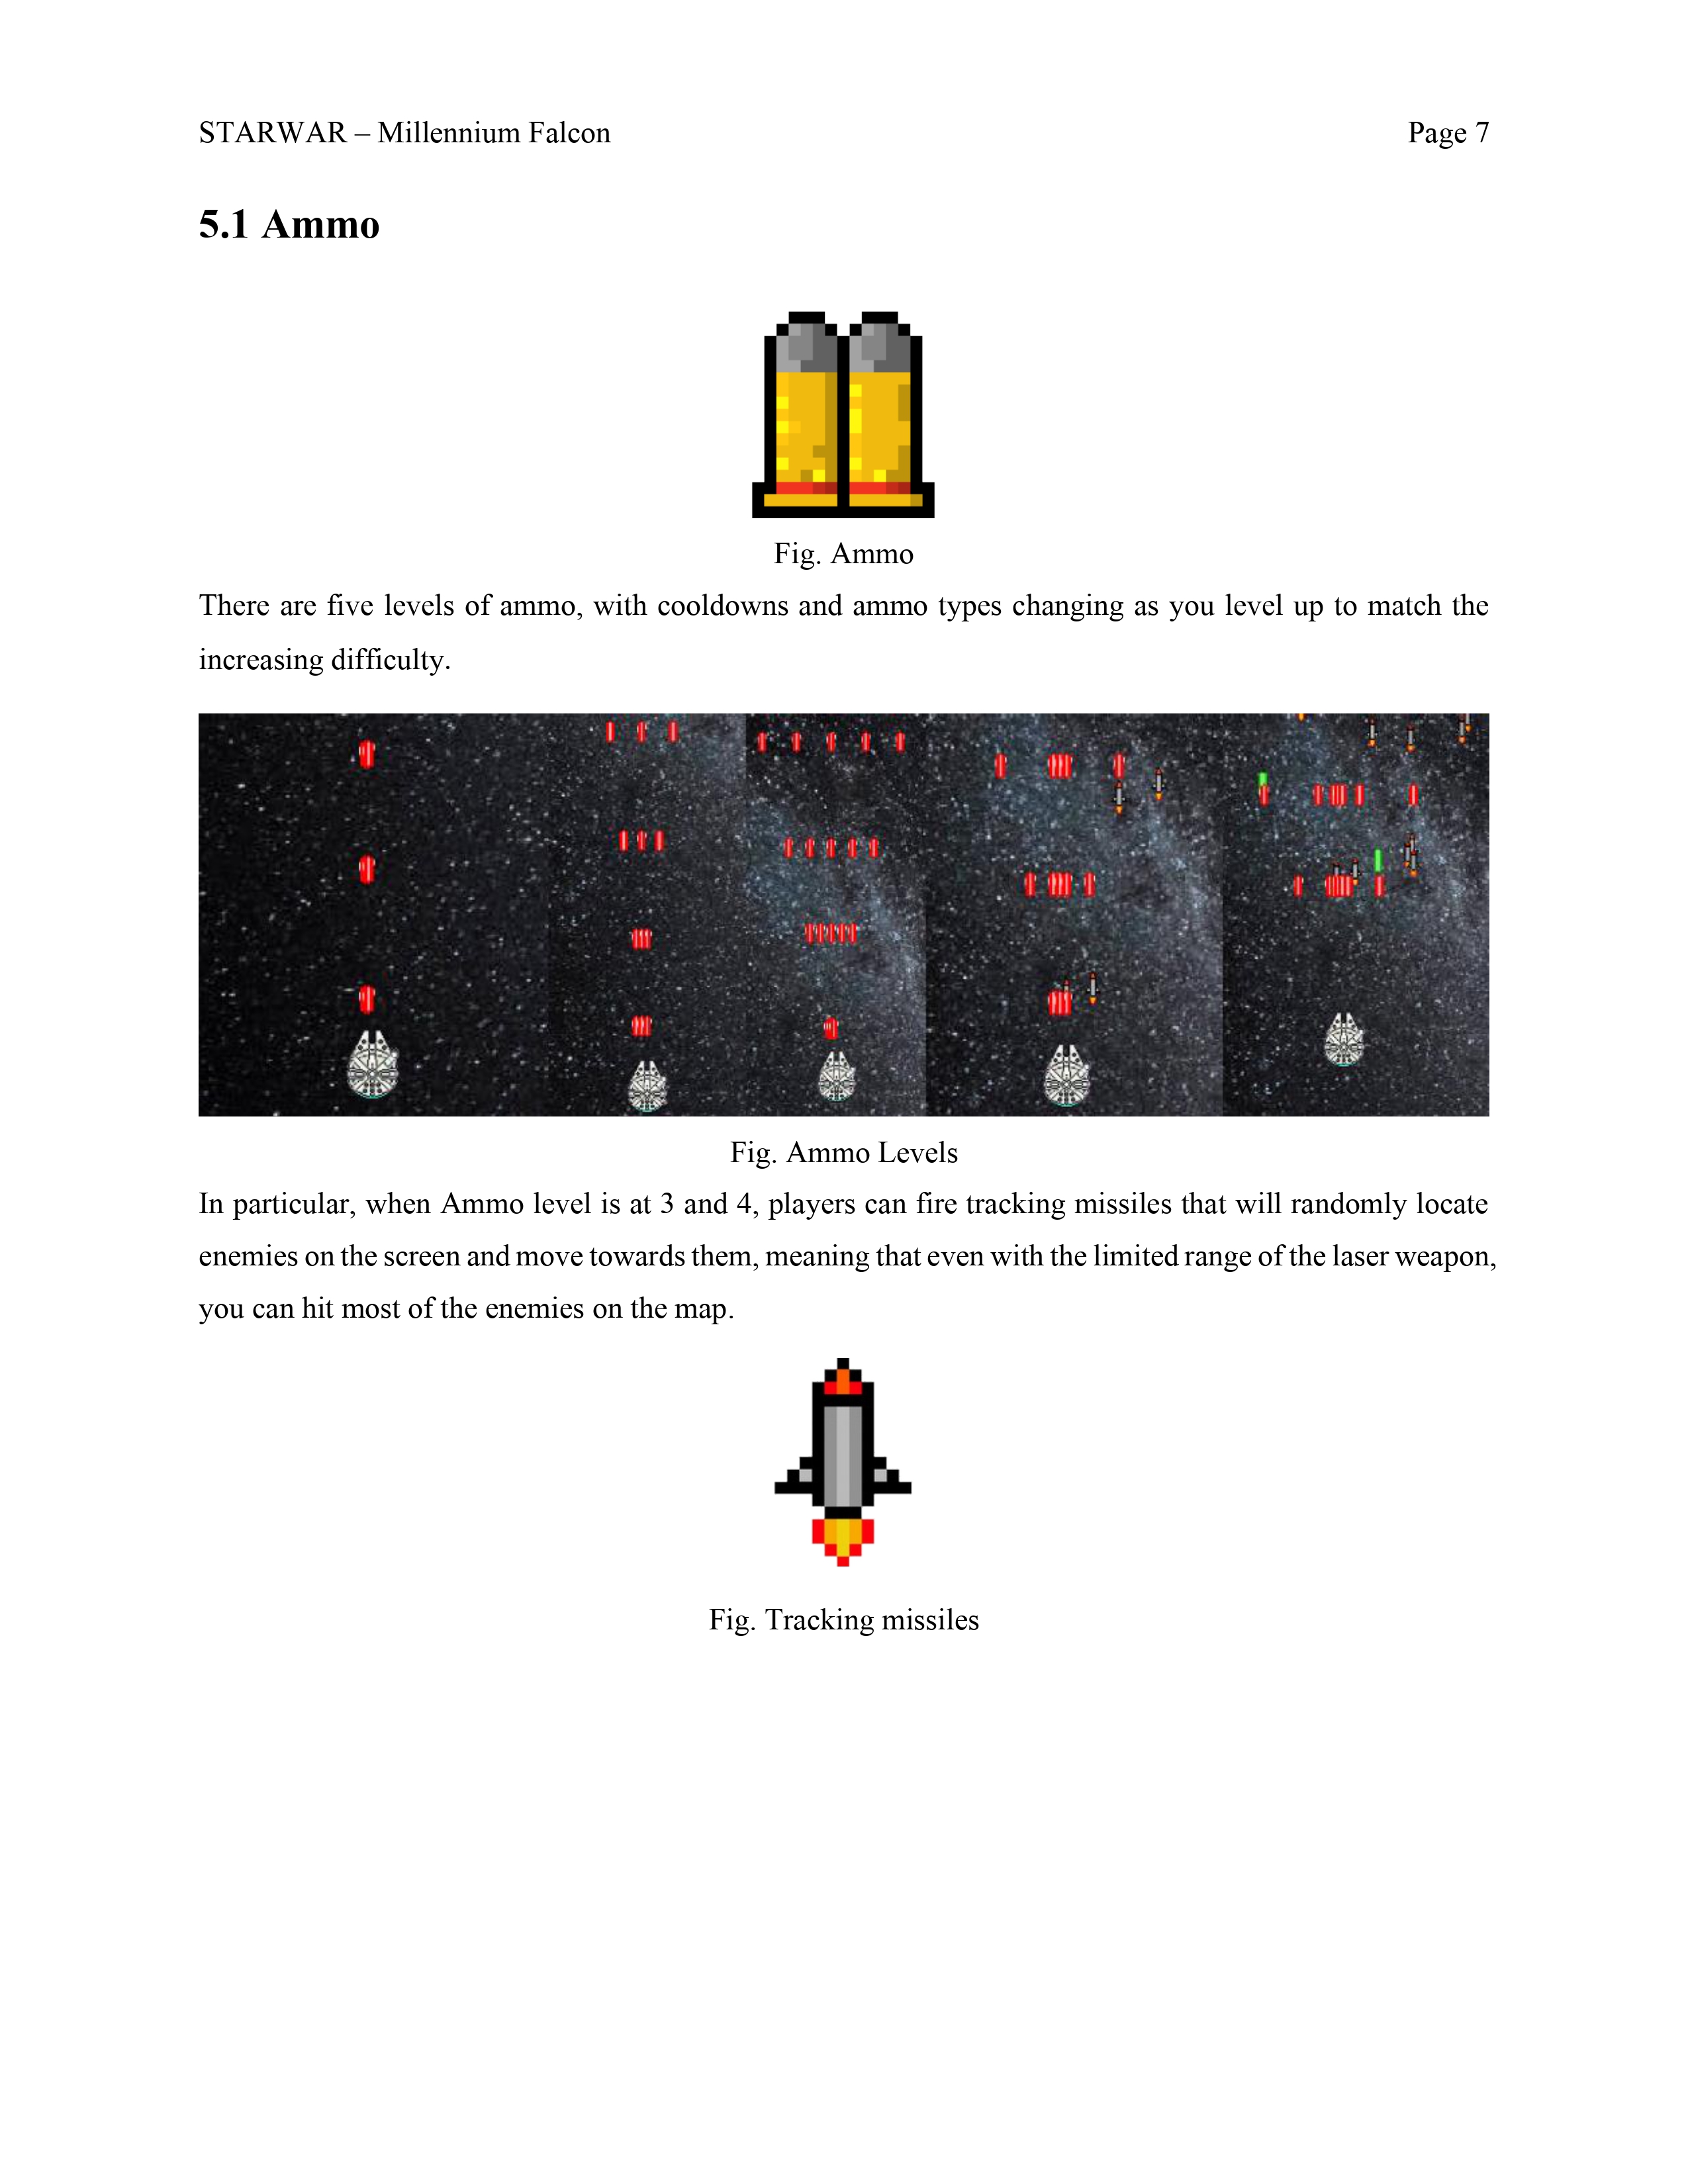 STARWAR – Millennium Falcon Page 7
5.1 Ammo
Fig. Ammo
There are five levels of ammo, with cooldowns and ammo types changing as you level up to match the
increasing difficulty.
Fig. Ammo Levels
In particular, when Ammo level is at 3 and 4, players can fire tracking missiles that will randomly locate
enemies on the screen and move towards them, meaning that even with the limited range of the laser weapon,
you can hit most of the enemies on the map.
Fig. Tracking missiles